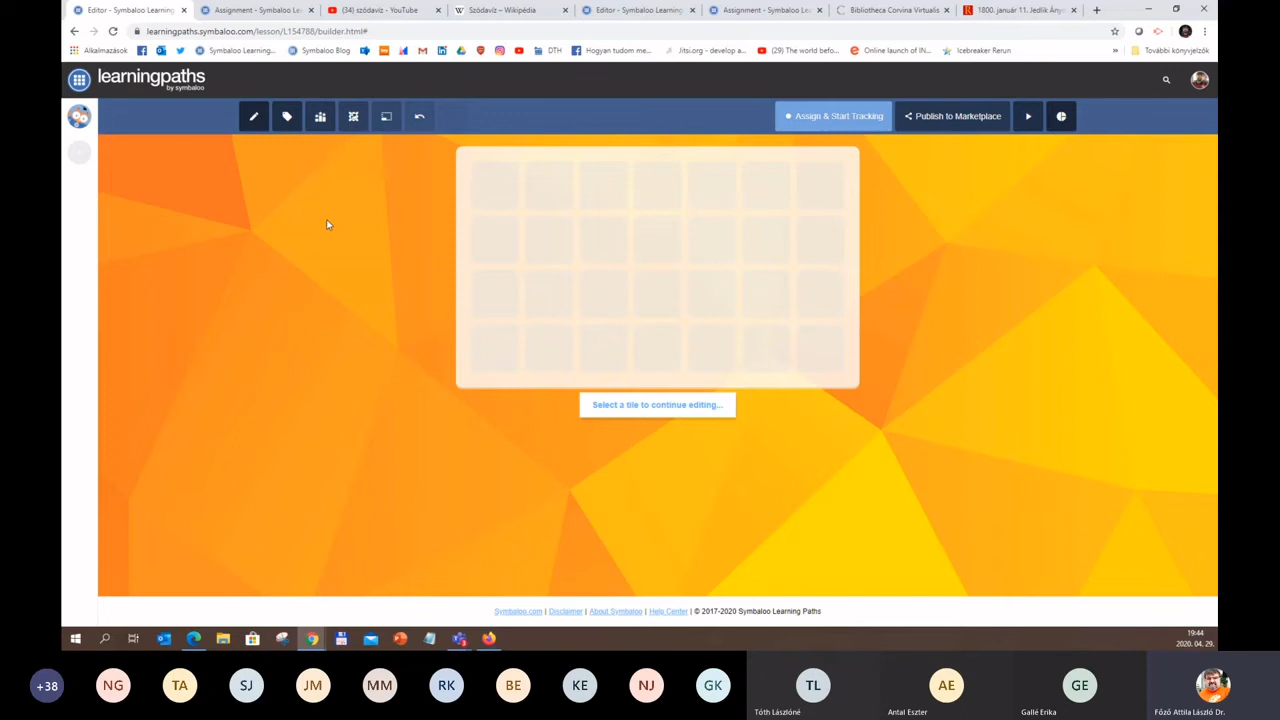 Editor - Symbaloo Learning
Assignment - Symbaloo Le
(34) szódavíz - YouTube
Szódavíz – Wikipédia
Editor - Symbaloo Learning
Assignment - Symbaloo Le
Bibliotheca Corvina Virtualis
1800. január 11. Jedlik Ányo
learningpaths.symbaloo.com/lesson/L154788/builder.html#
Alkalmazások
Symbaloo Learning...
Symbaloo Blog
DTH
Hogyan tudom me...
Jitsi.org - develop a...
(29) The world befo...
Online launch of IN...
Icebreaker Rerun
»
További könyvjelzők
learningpaths
by symbaloo
Assign & Start Tracking
Publish to Marketplace
Select a tile to continue editing...
Symbaloo.com | Disclaimer | About Symbaloo | Help Center | © 2017-2020 Symbaloo Learning Paths
19:44
2020. 04. 29.
+38
NG
TA
SJ
JM
MM
RK
BE
KE
NJ
GK
TL
AE
GE
Tóth Lászlóné
Antal Eszter
Gallé Erika
Főző Attila László Dr.